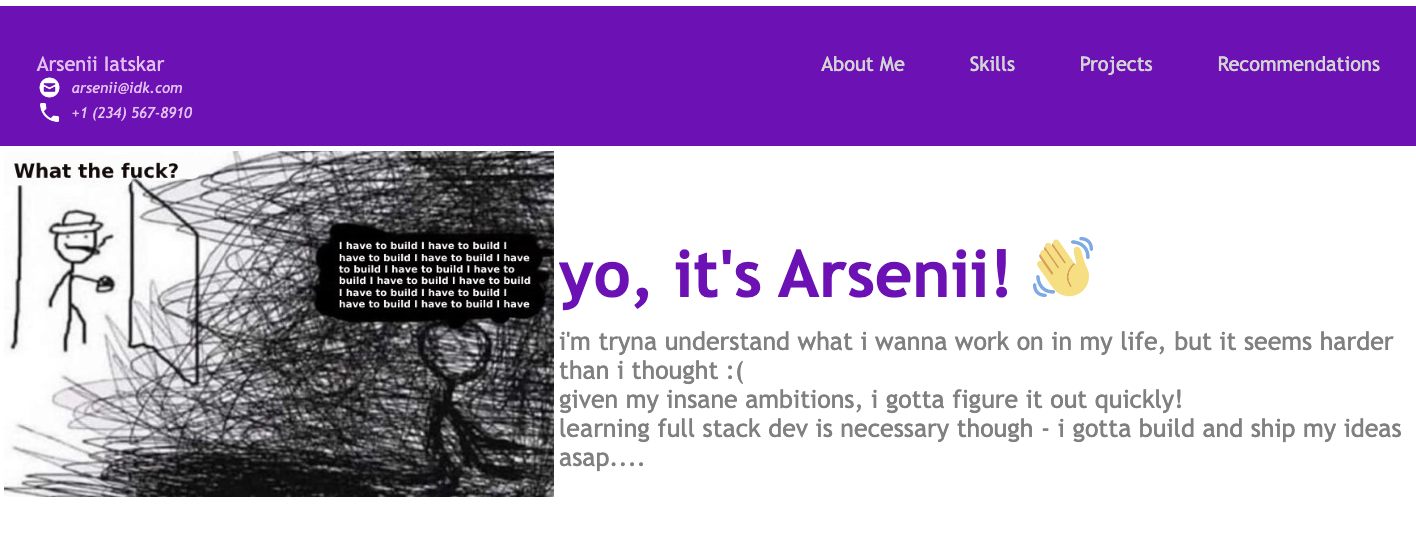 Arsenii Iatskar
arsenii@idk.com
+1 (234) 567-8910
About Me
Skills
Projects
Recommendations
What the fuck?
I have to build I have to build I
have to build I have to build I have
to build I have to build I have to
build I have to build I have to build
I have to build I have to build I
have to build I have to build I have
yo, it's Arsenii! 👋
i'm tryna understand what i wanna work on in my life, but it seems harder
than i thought :(
given my insane ambitions, i gotta figure it out quickly!
learning full stack dev is necessary though - i gotta build and ship my ideas
asap....